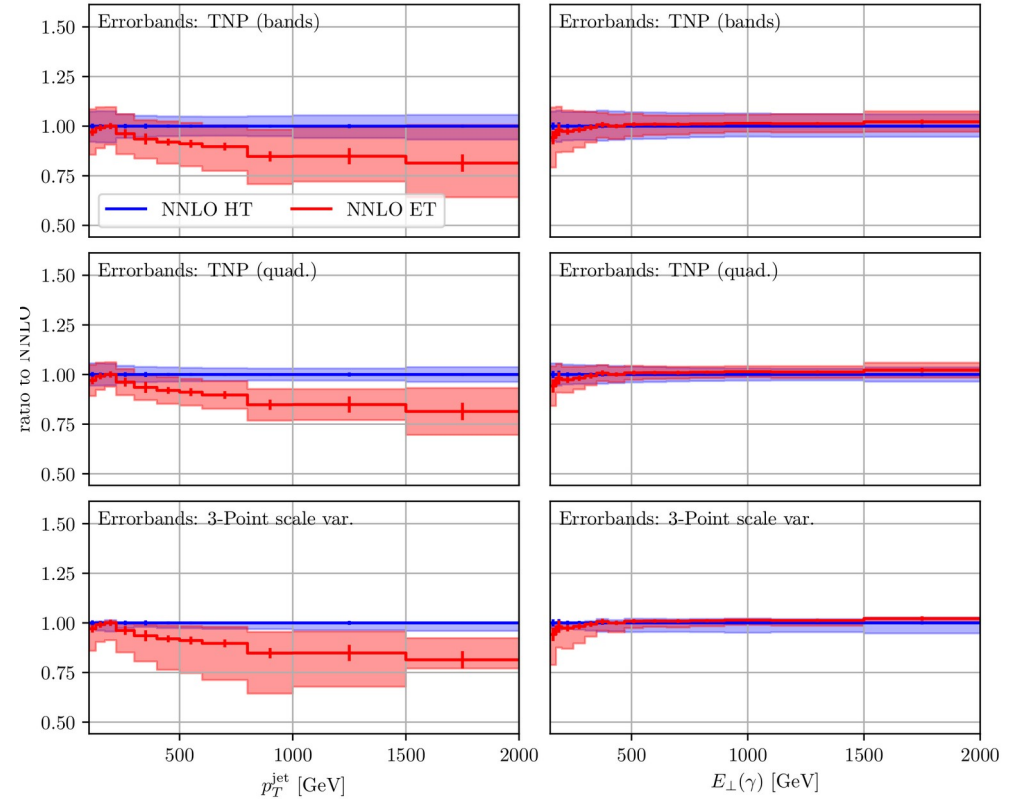 Errorbands: TNP (bands)
Errorbands: TNP (bands)
1.50
1.25
1.00
0.75
0.50
NNLO HT
NNLO ET
Errorbands: TNP (quad.)
Errorbands: TNP (quad.)
1.50
1.25
1.00
0.75
0.50
ratio to NNLO
Errorbands: 3-Point scale var.
Errorbands: 3-Point scale var.
1.50
1.25
1.00
0.75
0.50
500
1000
1500
2000
500
1000
1500
2000
p_T^jet [GeV]
E_⊥(γ) [GeV]